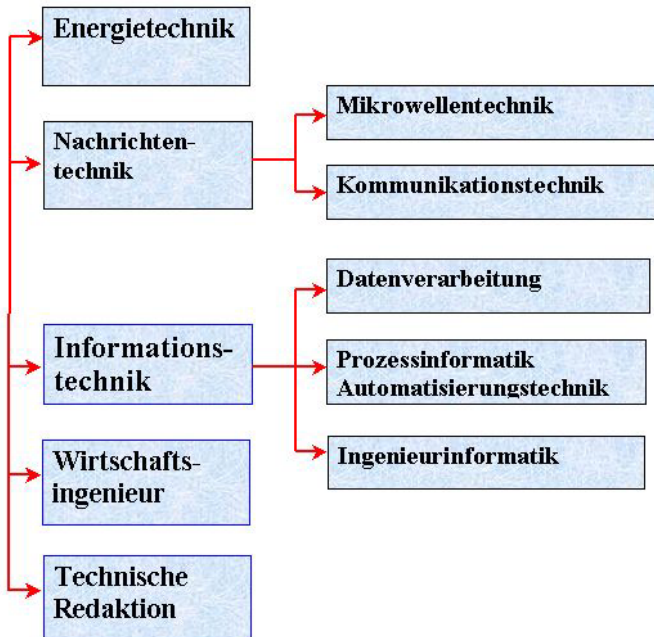 Energietechnik
Nachrichten-
technik
Mikrowellentechnik
Kommunikationstechnik
Informations-
technik
Datenverarbeitung
Prozessinformatik
Automatisierungstechnik
Ingenieurinformatik
Wirtschafts-
ingenieur
Technische
Redaktion